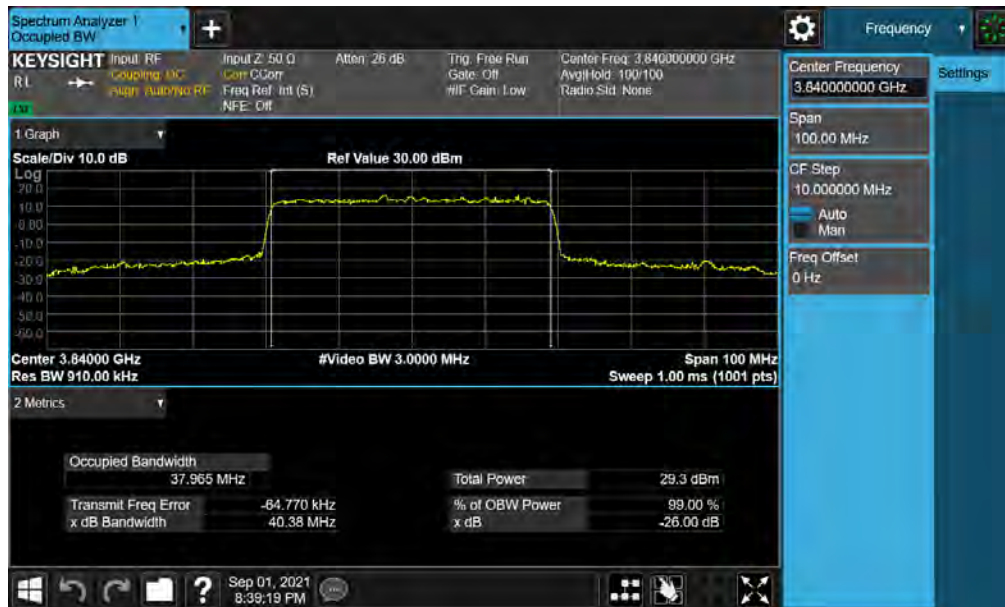 Spectrum Analyzer 1
Occupied BW
+
Frequency
KEYSIGHT Input: RF Input Z: 50 Ω Atten: 26 dB Trig: Free Run Center Freq: 3.840000000 GHz
RL Coupling: DC Corr CCorr Gate: Off Avg|Hold: 100/100
Align: Auto/No RF Freq Ref: Int (S) #IF Gain: Low Radio Std: None
NFE: Off
Center Frequency
3.840000000 GHz
Settings
Span
100.00 MHz
CF Step
10.000000 MHz
Auto
Man
Freq Offset
0 Hz
1 Graph
Scale/Div 10.0 dB Ref Value 30.00 dBm
Log
20.0
10.0
0.00
-10.0
-20.0
-30.0
-40.0
-50.0
-60.0
Center 3.84000 GHz #Video BW 3.0000 MHz Span 100 MHz
Res BW 910.00 kHz Sweep 1.00 ms (1001 pts)
2 Metrics
Occupied Bandwidth
37.965 MHz Total Power 29.3 dBm
Transmit Freq Error -64.770 kHz % of OBW Power 99.00 %
x dB Bandwidth 40.38 MHz x dB -26.00 dB
?
Sep 01, 2021
8:39:19 PM